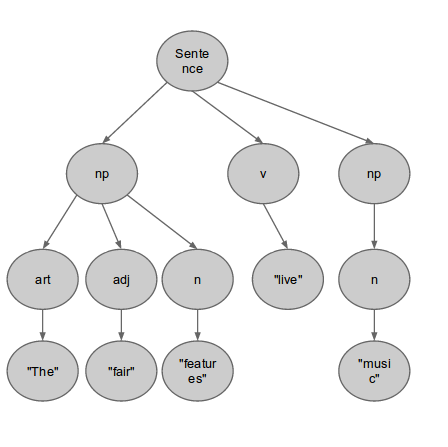 Sente
nce
np
v
np
art
adj
n
"live"
n
"The"
"fair"
"featur
es"
"musi
c"